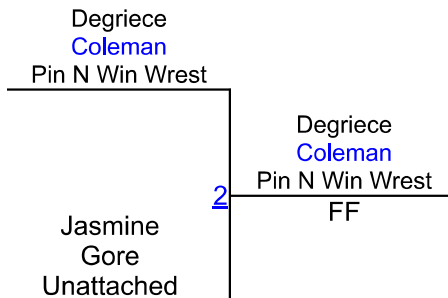 Degriece
Coleman
Pin N Win Wrest
Degriece
Coleman
Pin N Win Wrest
2
FF
Jasmine
Gore
Unattached